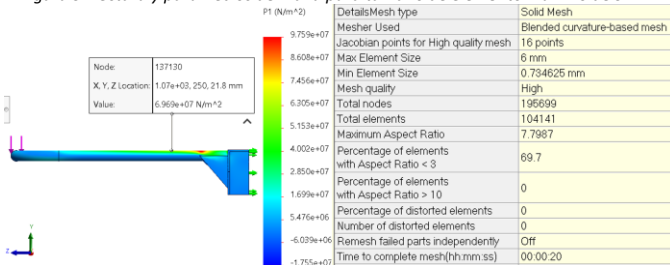 P1 (N/m^2)
9.759e+07
8.608e+07
7.456e+07
6.305e+07
5.153e+07
4.002e+07
2.850e+07
1.699e+07
5.476e+06
-6.039e+06
-1.755e+07
Node: 137130
X, Y, Z Location: 1.07e+03, 250, 21.8 mm
Value: 6.969e+07 N/m^2
Y
Z
DetailsMesh type Solid Mesh
Mesher Used Blended curvature-based mesh
Jacobian points for High quality mesh 16 points
Max Element Size 6 mm
Min Element Size 0.734625 mm
Mesh quality High
Total nodes 195699
Total elements 104141
Maximum Aspect Ratio 7.7987
Percentage of elements
with Aspect Ratio < 3 69.7
Percentage of elements
with Aspect Ratio > 10 0
Percentage of distorted elements 0
Number of distorted elements 0
Remesh failed parts independently Off
Time to complete mesh(hh:mm:ss) 00:00:20